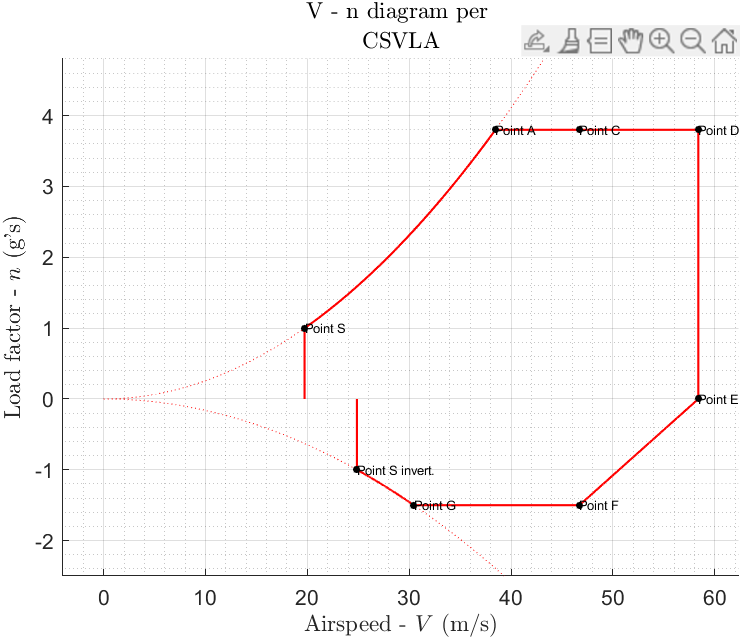 V - n diagram per
CSVLA
4
3
2
1
0
-1
-2
Load factor - n (g's)
Point A
Point C
Point D
Point S
Point E
Point S invert.
Point G
Point F
0
10
20
30
40
50
60
Airspeed - V (m/s)